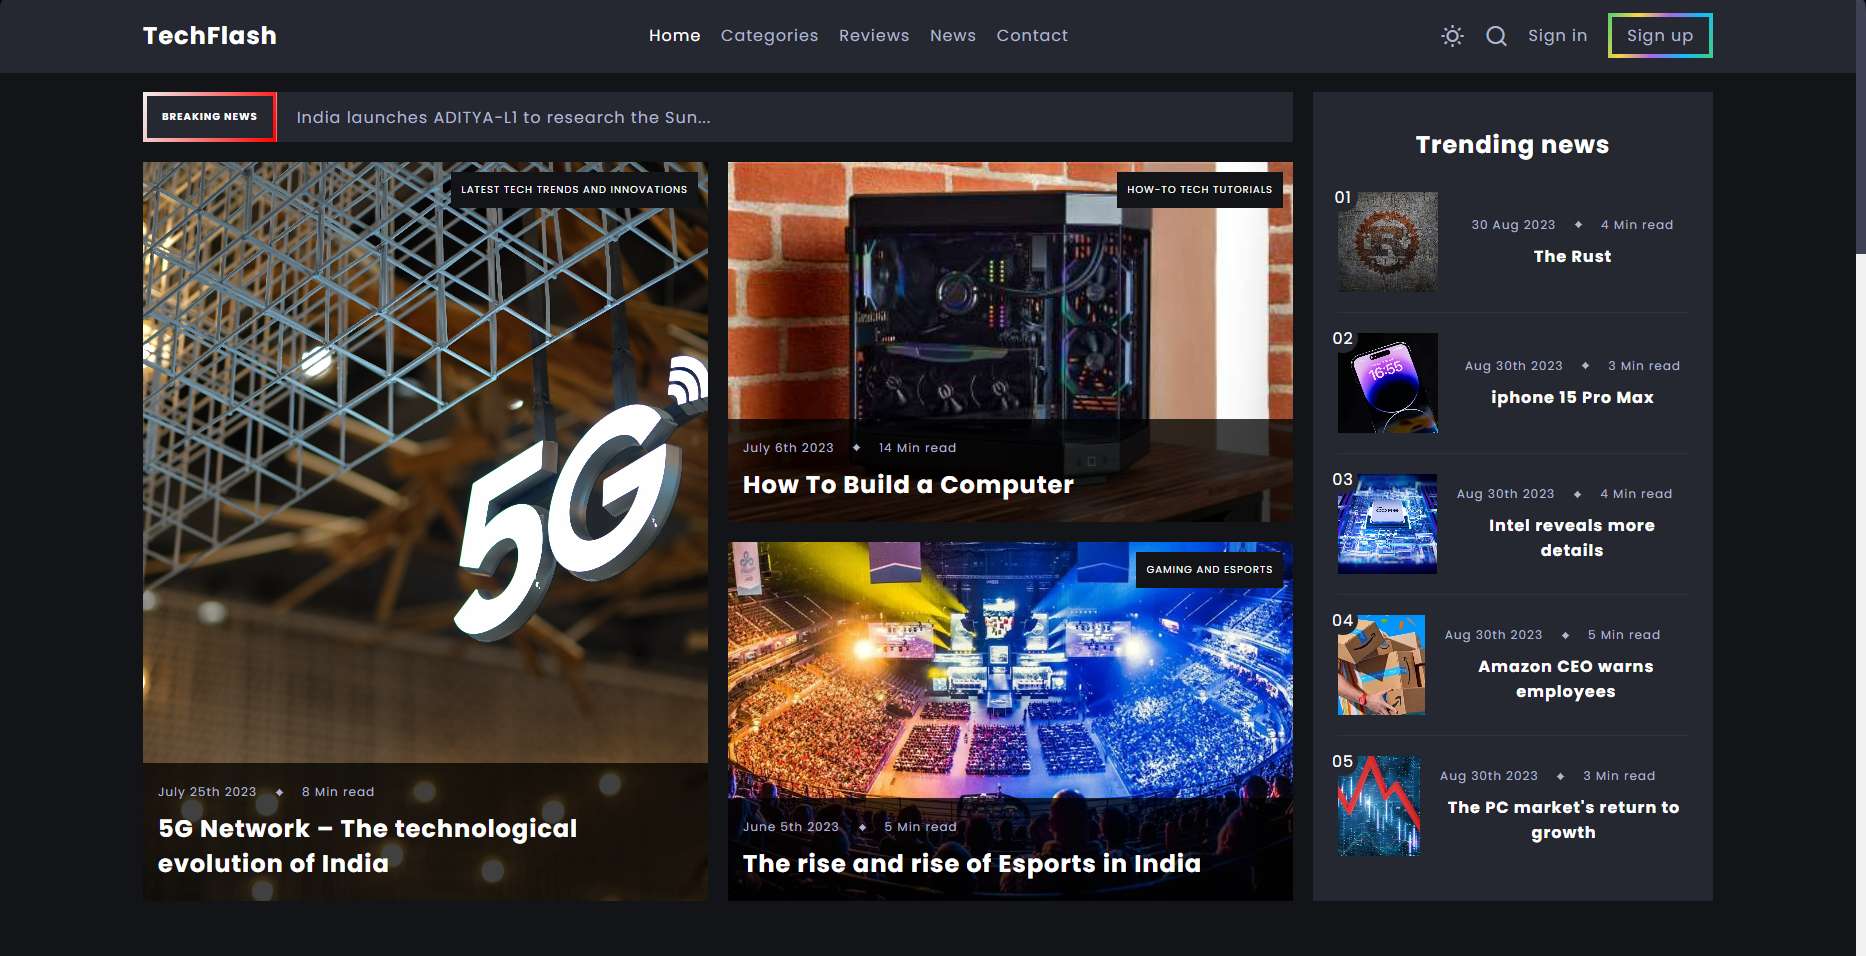 TechFlash
Home Categories Reviews News Contact
Sign in Sign up
BREAKING NEWS
India launches ADITYA-L1 to research the Sun...
LATEST TECH TRENDS AND INNOVATIONS
5G
July 25th 2023 ◆ 8 Min read
5G Network – The technological
evolution of India
HOW-TO TECH TUTORIALS
July 6th 2023 ◆ 14 Min read
How To Build a Computer
GAMING AND ESPORTS
June 5th 2023 ◆ 5 Min read
The rise and rise of Esports in India
Trending news
01
R
30 Aug 2023 ◆ 4 Min read
The Rust
02
16:55
Aug 30th 2023 ◆ 3 Min read
iphone 15 Pro Max
03
CORE
Aug 30th 2023 ◆ 4 Min read
Intel reveals more
details
04
Aug 30th 2023 ◆ 5 Min read
Amazon CEO warns
employees
05
Aug 30th 2023 ◆ 3 Min read
The PC market's return to
growth